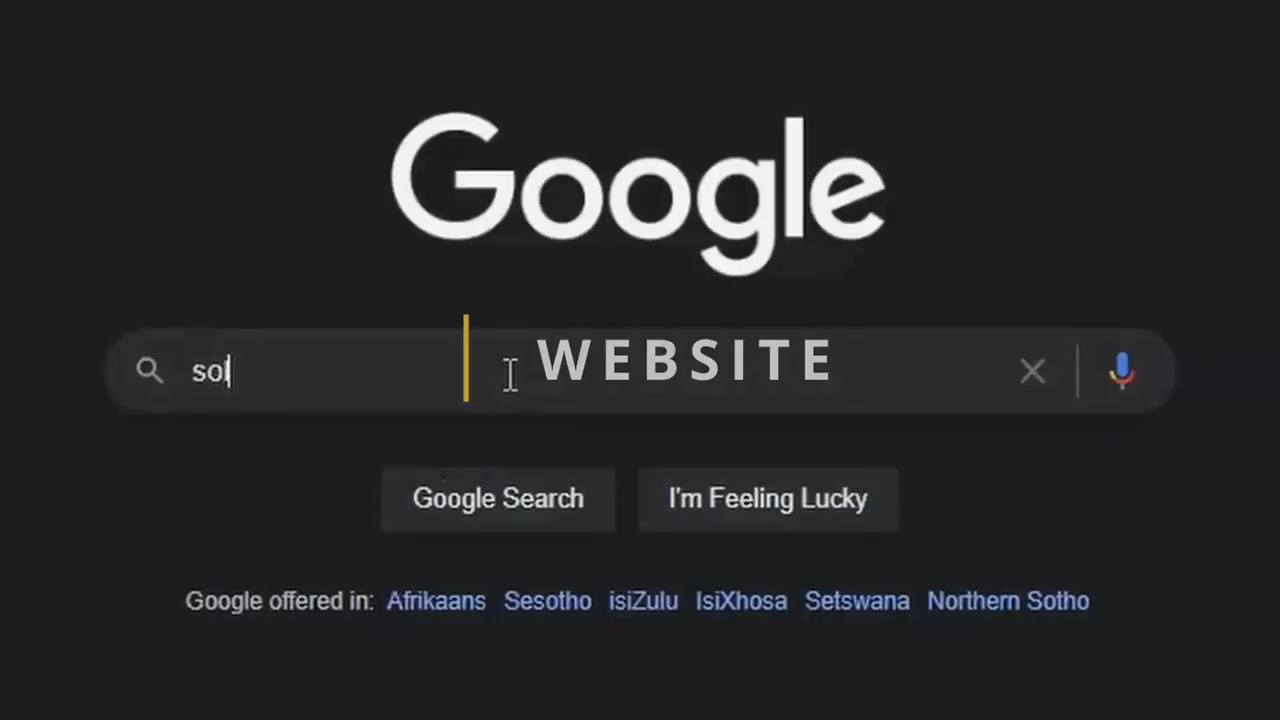 Google
sol
WEBSITE
Google Search
I'm Feeling Lucky
Google offered in: Afrikaans Sesotho isiZulu IsiXhosa Setswana Northern Sotho